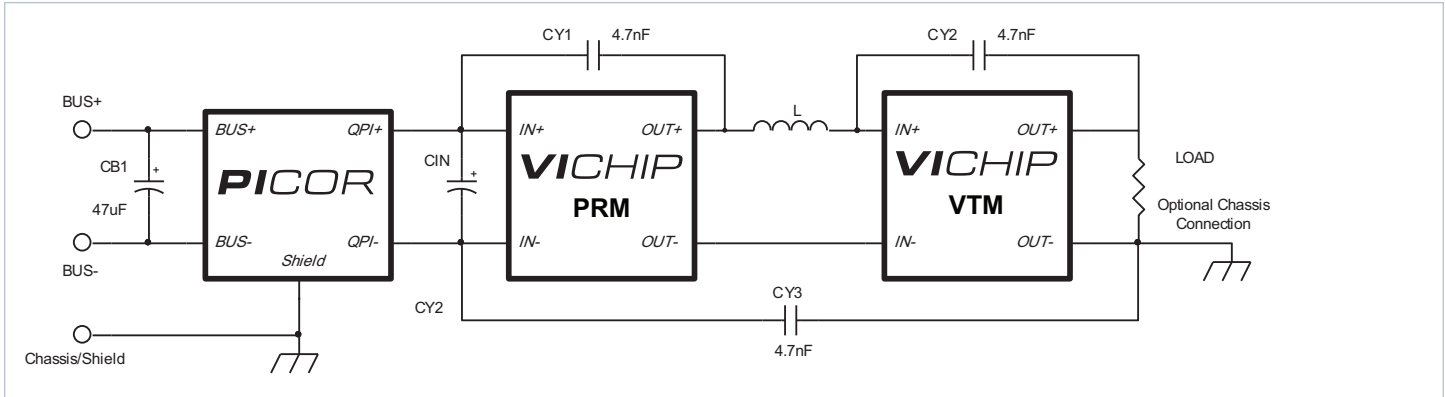 CY1 4.7nF
CY2 4.7nF
BUS+
BUS+ QPI+
CB1
+
47uF
PICOR
BUS- QPI-
Shield
BUS-
CIN
+
IN+ OUT+
VICHIP
PRM
IN- OUT-
L
IN+ OUT+
VICHIP
VTM
IN- OUT-
LOAD
Optional Chassis
Connection
CY2
CY3
4.7nF
Chassis/Shield